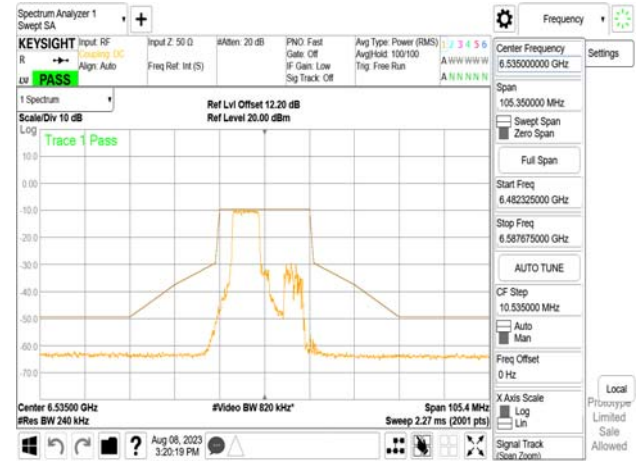 Spectrum Analyzer 1
Swept SA
Frequency
KEYSIGHT
R
LV
PASS
Input: RF
Coupling: DC
Align: Auto
Input Z: 50 Ω
Freq Ref: Int (S)
#Atten: 20 dB
PNO: Fast
Gate: Off
IF Gain: Low
Sig Track: Off
Avg Type: Power (RMS)
Avg|Hold: 100/100
Trig: Free Run
1 2 3 4 5 6
A W W W W W
A N N N N N
1 Spectrum
Scale/Div 10 dB
Ref Lvl Offset 12.20 dB
Ref Level 20.00 dBm
Log
Trace 1 Pass
10.0
0.00
-10.0
-20.0
-30.0
-40.0
-50.0
-60.0
-70.0
Center 6.53500 GHz
#Res BW 240 kHz
#Video BW 820 kHz*
Span 105.4 MHz
Sweep 2.27 ms (2001 pts)
Aug 08, 2023
3:20:19 PM
Center Frequency
6.535000000 GHz
Settings
Span
105.350000 MHz
Swept Span
Zero Span
Full Span
Start Freq
6.482325000 GHz
Stop Freq
6.587675000 GHz
AUTO TUNE
CF Step
10.535000 MHz
Auto
Man
Freq Offset
0 Hz
X Axis Scale
Log
Lin
Signal Track
(Span Zoom)
Local
Prototype
Limited
Sale
Allowed